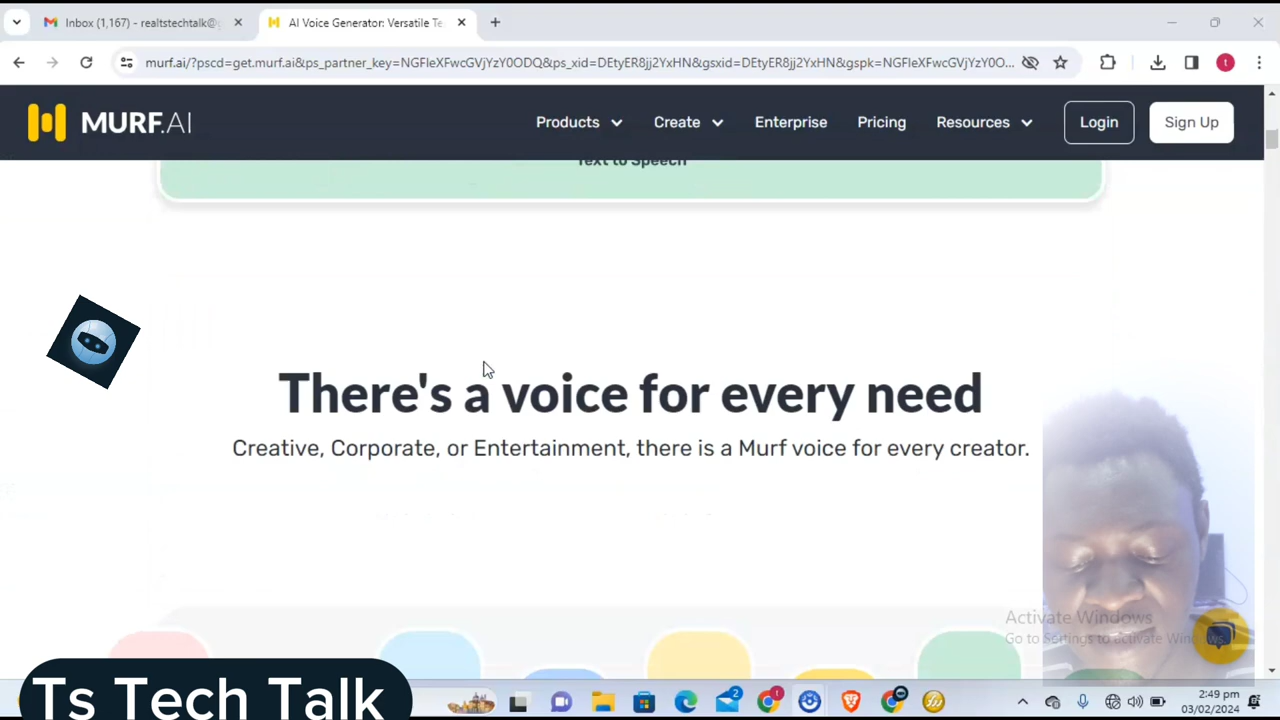 Inbox (1,167) - realtstechtalk@g
AI Voice Generator: Versatile Te
murf.ai/?pscd=get.murf.ai&ps_partner_key=NGFleXFwcGVjYzY0ODQ&ps_xid=DEtyER8jj2YxHN&gsxid=DEtyER8jj2YxHN&gspk=NGFleXFwcGVjYzY0O...
t
MURF.AI
Products
Create
Enterprise
Pricing
Resources
Login
Sign Up
Text to Speech
There's a voice for every need
Creative, Corporate, or Entertainment, there is a Murf voice for every creator.
Activate Windows
Go to Settings to activate Windows.
Ts Tech Talk
2
t
2:49 pm
03/02/2024